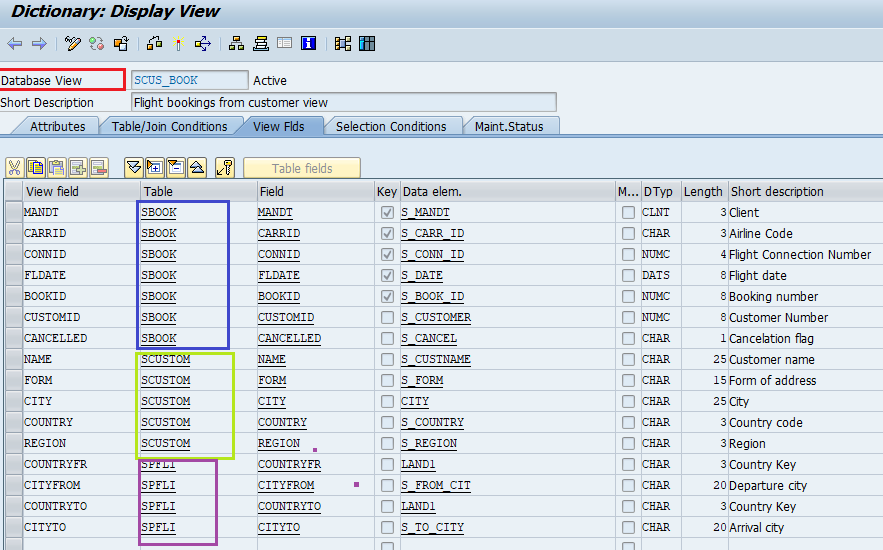 Dictionary: Display View
Database View SCUS_BOOK Active
Short Description Flight bookings from customer view
Attributes Table/Join Conditions View Flds Selection Conditions Maint.Status
Table fields
View field Table Field Key Data elem. M... DTyp Length Short description
MANDT SBOOK MANDT S_MANDT CLNT 3 Client
CARRID SBOOK CARRID S_CARR_ID CHAR 3 Airline Code
CONNID SBOOK CONNID S_CONN_ID NUMC 4 Flight Connection Number
FLDATE SBOOK FLDATE S_DATE DATS 8 Flight date
BOOKID SBOOK BOOKID S_BOOK_ID NUMC 8 Booking number
CUSTOMID SBOOK CUSTOMID S_CUSTOMER NUMC 8 Customer Number
CANCELLED SBOOK CANCELLED S_CANCEL CHAR 1 Cancelation flag
NAME SCUSTOM NAME S_CUSTNAME CHAR 25 Customer name
FORM SCUSTOM FORM S_FORM CHAR 15 Form of address
CITY SCUSTOM CITY CITY CHAR 25 City
COUNTRY SCUSTOM COUNTRY S_COUNTRY CHAR 3 Country code
REGION SCUSTOM REGION S_REGION CHAR 3 Region
COUNTRYFR SPFLI COUNTRYFR LAND1 CHAR 3 Country Key
CITYFROM SPFLI CITYFROM S_FROM_CIT CHAR 20 Departure city
COUNTRYTO SPFLI COUNTRYTO LAND1 CHAR 3 Country Key
CITYTO SPFLI CITYTO S_TO_CITY CHAR 20 Arrival city